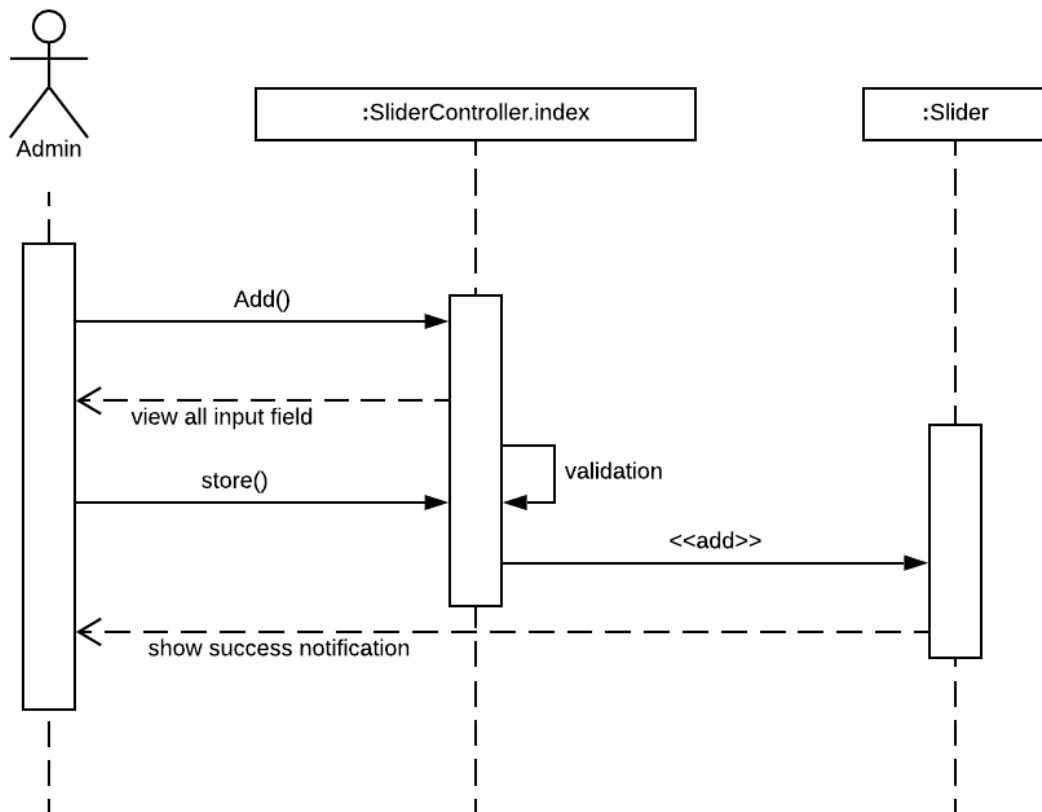 Admin
:SliderController.index
:Slider
Add()
view all input field
validation
store()
<<add>>
show success notification